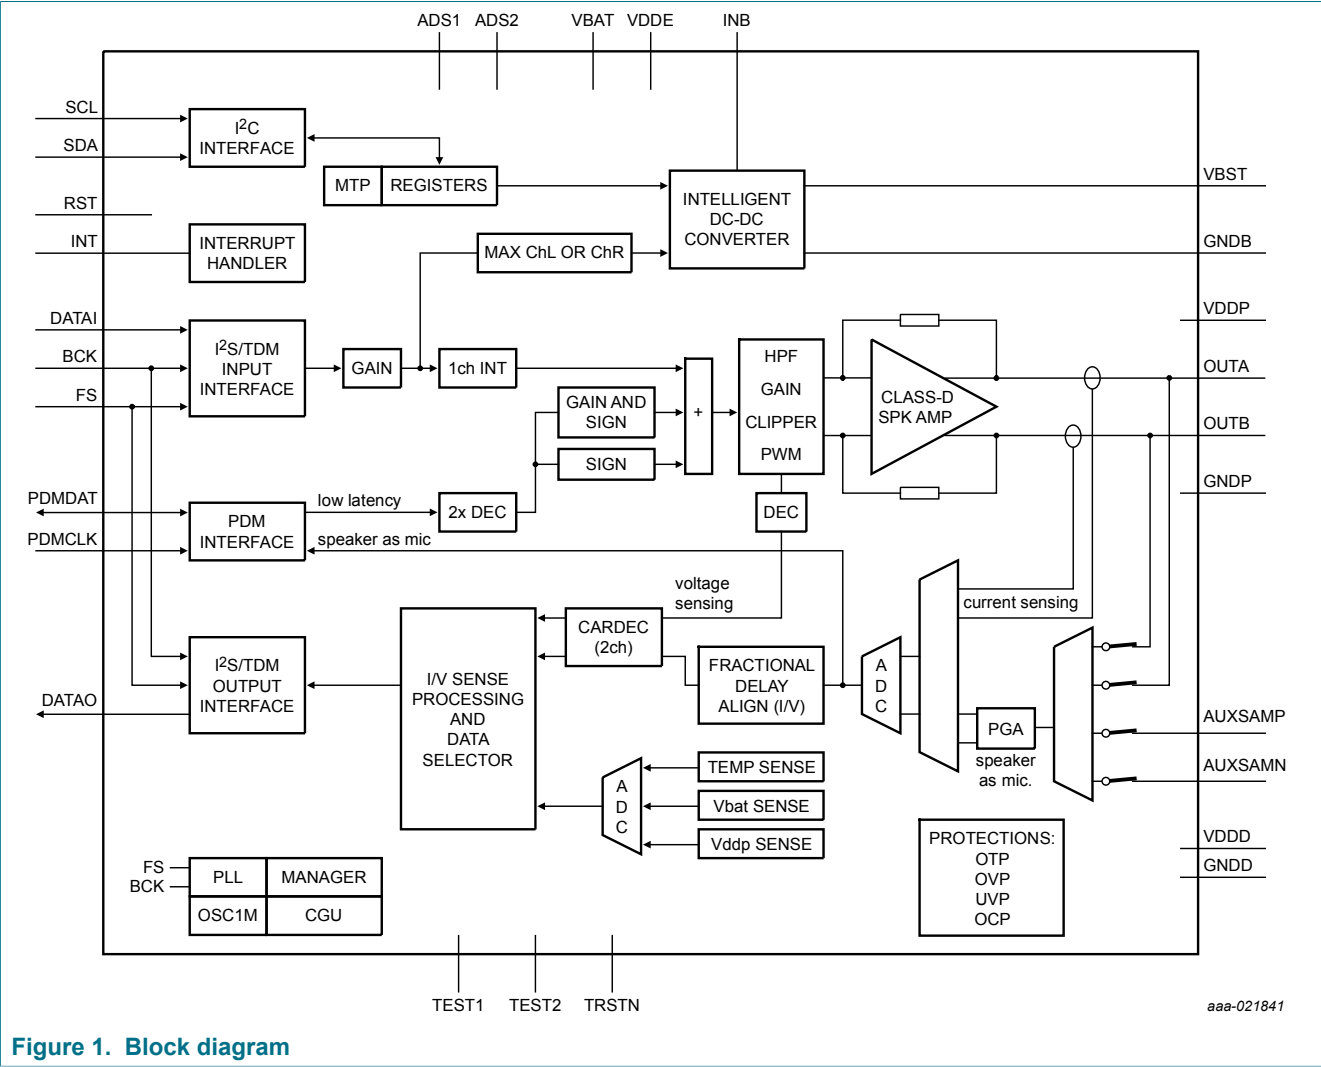 ADS1 ADS2 VBAT VDDE INB
SCL
SDA
RST
INT
DATAI
BCK
FS
PDMDAT
PDMCLK
DATAO
I2C
INTERFACE
MTP REGISTERS
INTERRUPT
HANDLER
INTELLIGENT
DC-DC
CONVERTER
MAX ChL OR ChR
VBST
GNDB
VDDP
OUTA
OUTB
GNDP
I2S/TDM
INPUT
INTERFACE
GAIN
1ch INT
GAIN AND
SIGN
SIGN
+
HPF
GAIN
CLIPPER
PWM
CLASS-D
SPK AMP
PDM
INTERFACE
low latency
speaker as mic
2x DEC
DEC
voltage
sensing
current sensing
I2S/TDM
OUTPUT
INTERFACE
I/V SENSE
PROCESSING
AND
DATA
SELECTOR
CARDEC
(2ch)
FRACTIONAL
DELAY
ALIGN (I/V)
A
D
C
PGA
speaker
as mic.
AUXSAMP
AUXSAMN
TEMP SENSE
Vbat SENSE
Vddp SENSE
A
D
C
PROTECTIONS:
OTP
OVP
UVP
OCP
VDDD
GNDD
FS
BCK
PLL MANAGER
OSC1M CGU
TEST1 TEST2 TRSTN
aaa-021841
Figure 1. Block diagram